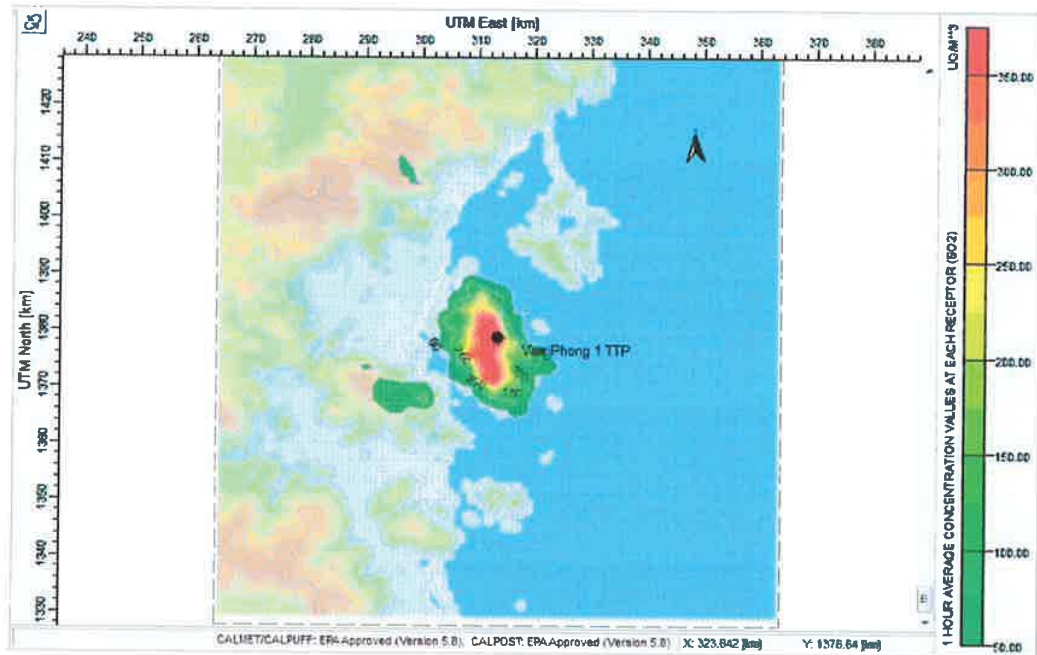 UTM East [km]
240 250 260 270 280 290 300 310 320 330 340 350 360 1370 380
UTM North [km]
1420
1410
1400
1390
1380
1370
1360
1350
1340
1330
Van Phong 1 TTP
1 HOUR AVERAGE CONCENTRATION VALUES AT EACH RECEPTOR (SO2)
UG/M**3
350.00
300.00
250.00
200.00
150.00
100.00
50.00
CALMET/CALPUFF: EPA Approved (Version 5.8), CALPOST: EPA Approved (Version 5.8)
X: 323.642 [km]
Y: 1378.64 [km]